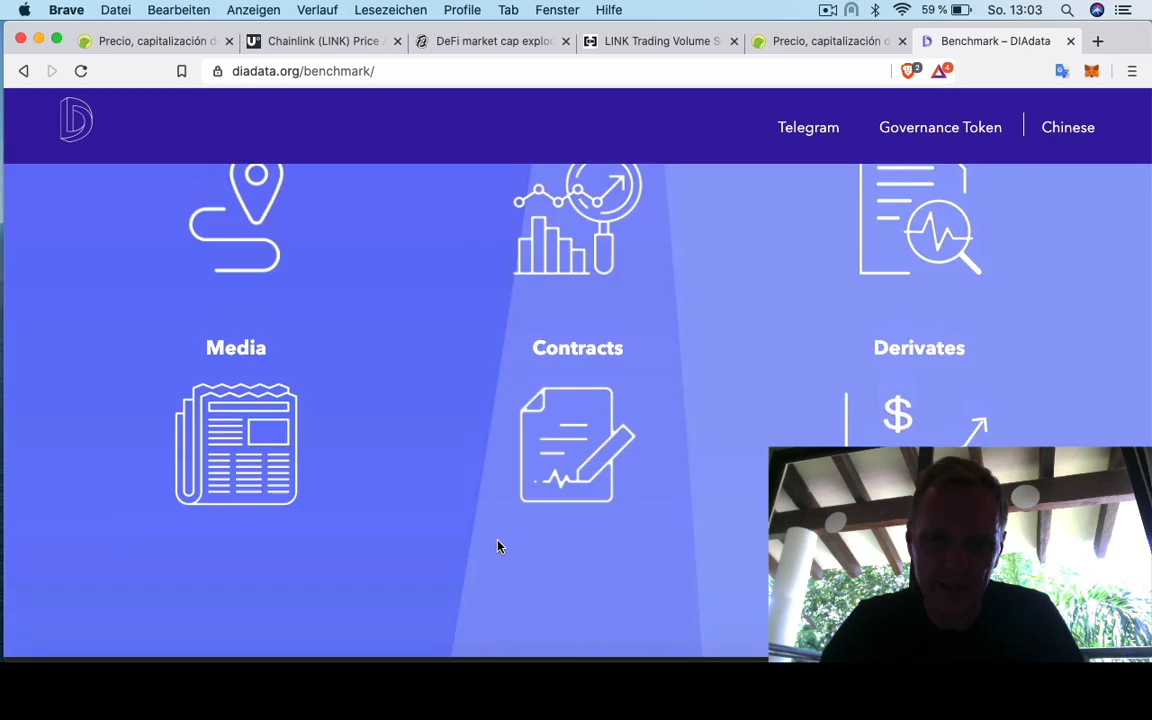 Brave Datei Bearbeiten Anzeigen Verlauf Lesezeichen Profile Tab Fenster Hilfe 59 % So. 13:03
Precio, capitalización d Chainlink (LINK) Price DeFi market cap explo LINK Trading Volume S Precio, capitalización d Benchmark – DIAdata
diadata.org/benchmark/ 2 4
Telegram Governance Token Chinese
Media Contracts Derivates
$